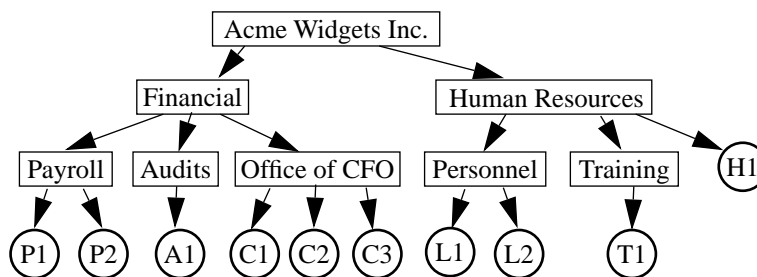 Acme Widgets Inc.
Financial
Human Resources
Payroll
Audits
Office of CFO
Personnel
Training
H1
P1
P2
A1
C1
C2
C3
L1
L2
T1